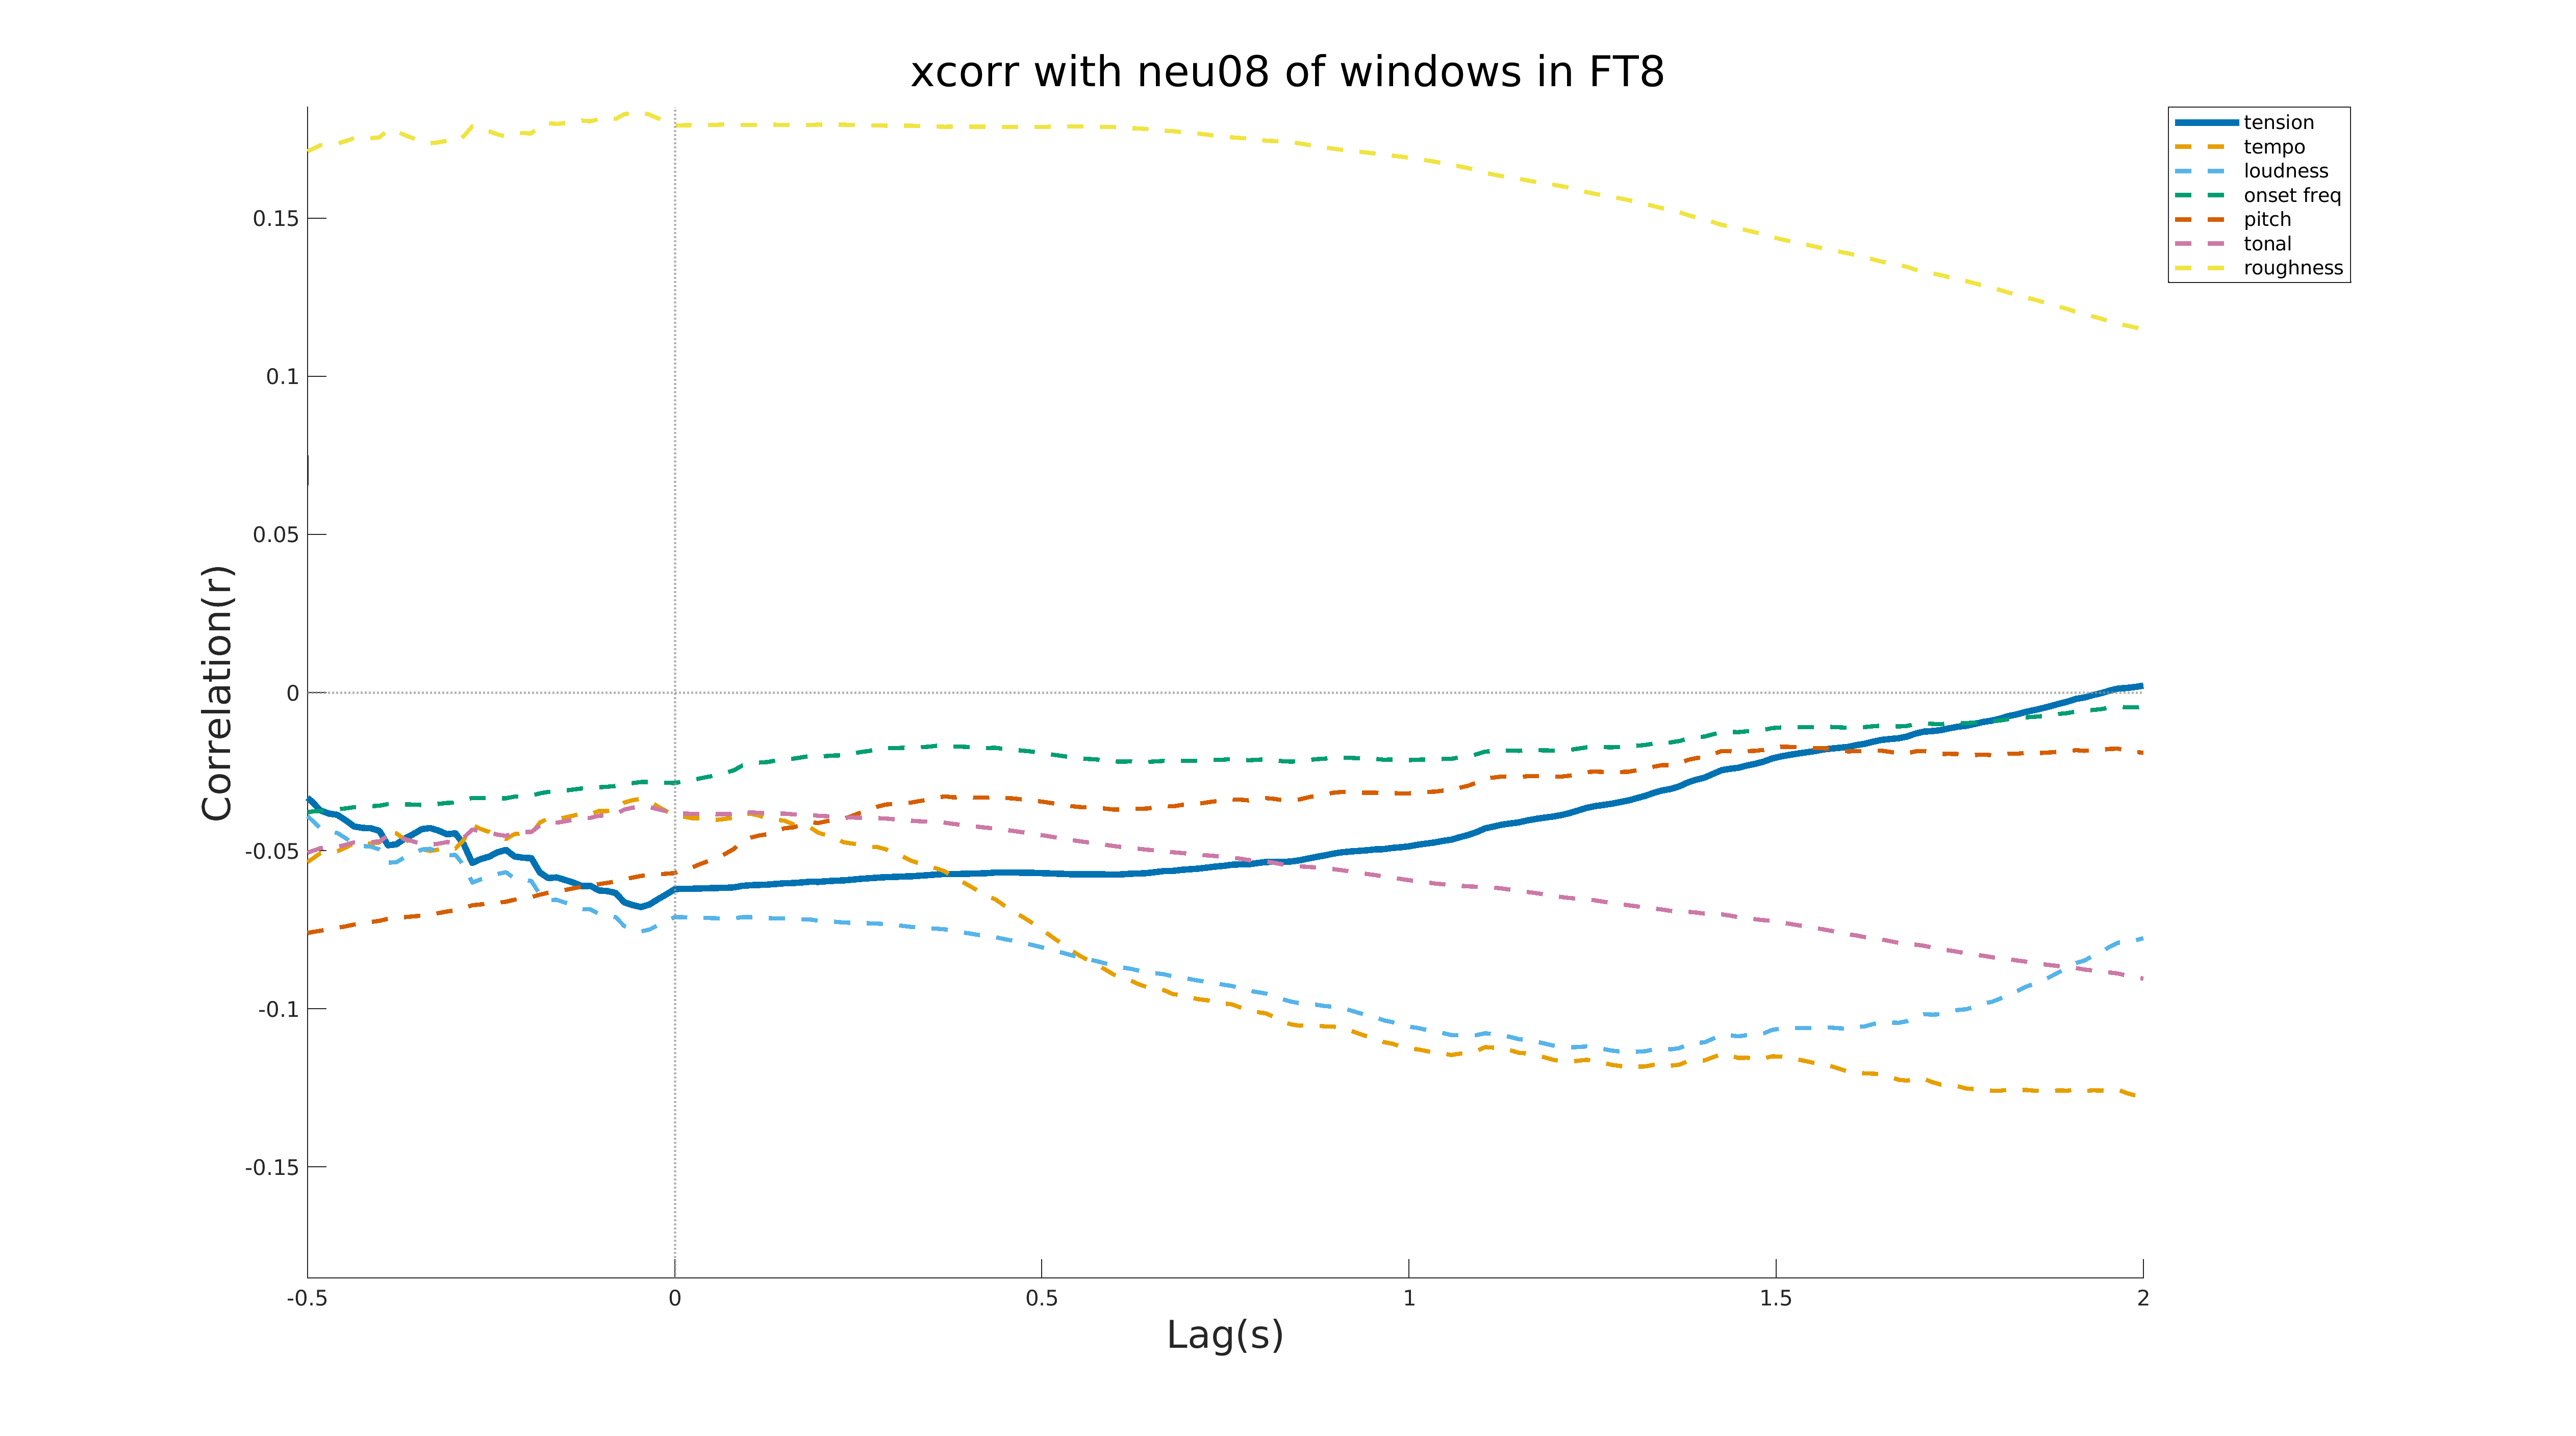 xcorr with neu08 of windows in FT8
tension
tempo
loudness
onset freq
pitch
tonal
roughness
Correlation(r)
0.15
0.1
0.05
0
-0.05
-0.1
-0.15
-0.5
0
0.5
1
1.5
2
Lag(s)